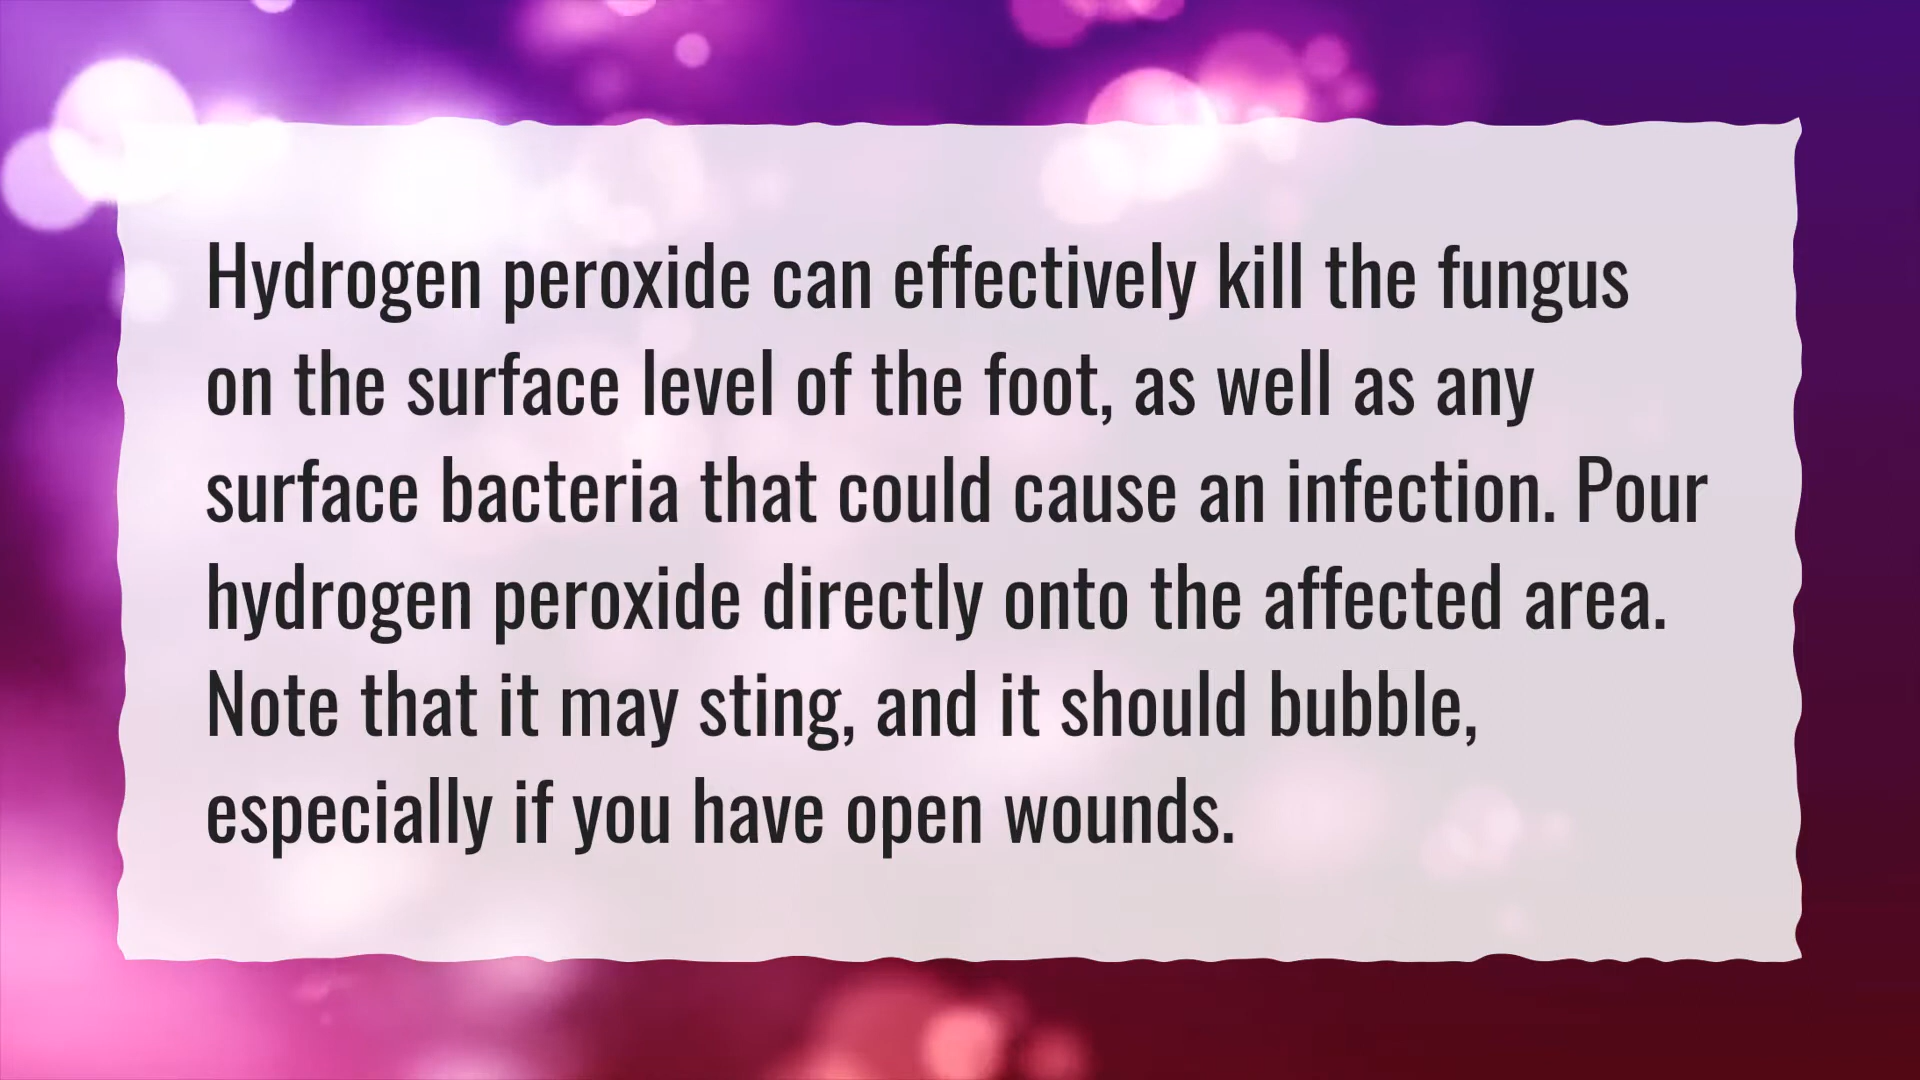 Hydrogen peroxide can effectively kill the fungus
on the surface level of the foot, as well as any
surface bacteria that could cause an infection. Pour
hydrogen peroxide directly onto the affected area.
Note that it may sting, and it should bubble,
especially if you have open wounds.